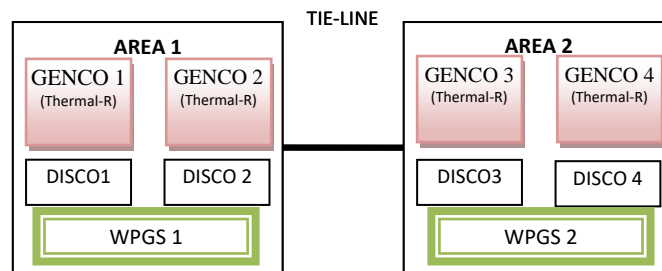 TIE-LINE
AREA 1
GENCO 1
(Thermal-R)
GENCO 2
(Thermal-R)
DISCO1
DISCO 2
WPGS 1
AREA 2
GENCO 3
(Thermal-R)
GENCO 4
(Thermal-R)
DISCO3
DISCO 4
WPGS 2